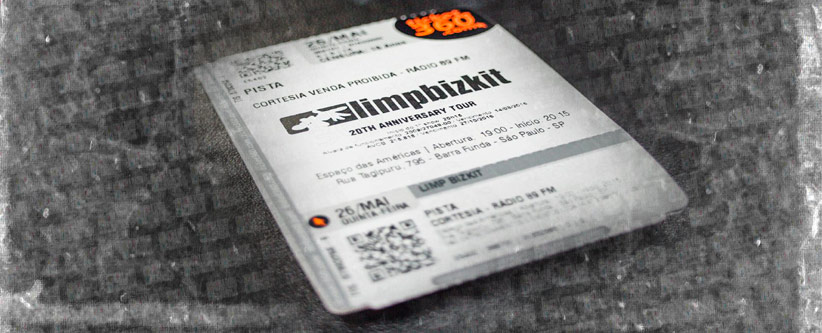 26/MAI
TICKET
360
PISTA
CORTESIA VENDA PROIBIDA - RÁDIO 89 FM
limpbizkit
20TH ANNIVERSARY TOUR
Espaço das Américas | Abertura: 19:00 - Início: 20:15
Rua Tagipuru, 795 - Barra Funda - São Paulo - SP
LIMP BIZKIT
26/MAI
QUINTA FEIRA
PISTA
CORTESIA - RÁDIO 89 FM